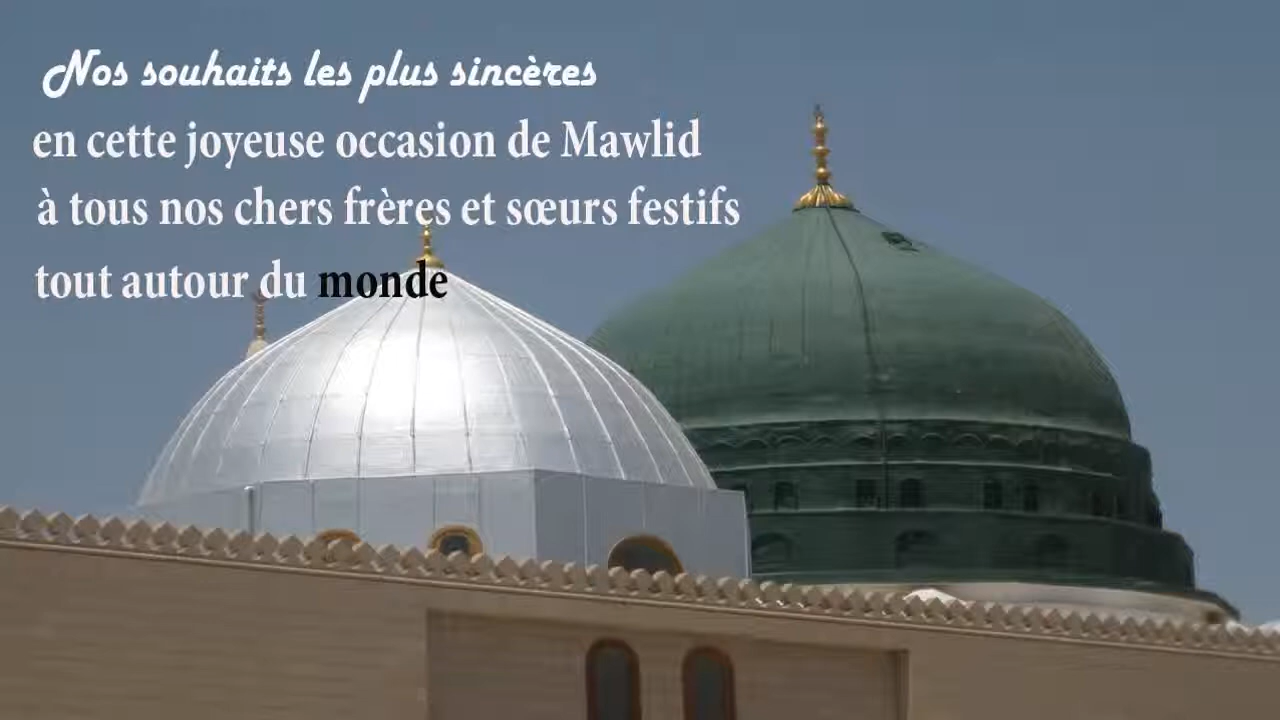 Nos souhaits les plus sincères
en cette joyeuse occasion de Mawlid
à tous nos chers frères et sœurs festifs
tout autour du monde